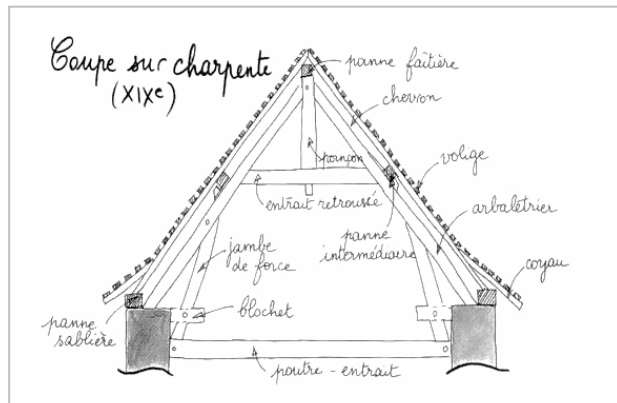 Coupe sur charpente
(XIXe)
panne faîtière
chevron
poinçon
volige
entrait retroussé
arbalétrier
panne
intermédiaire
jambe
de force
coyau
blochet
panne
sablière
poutre-entrait